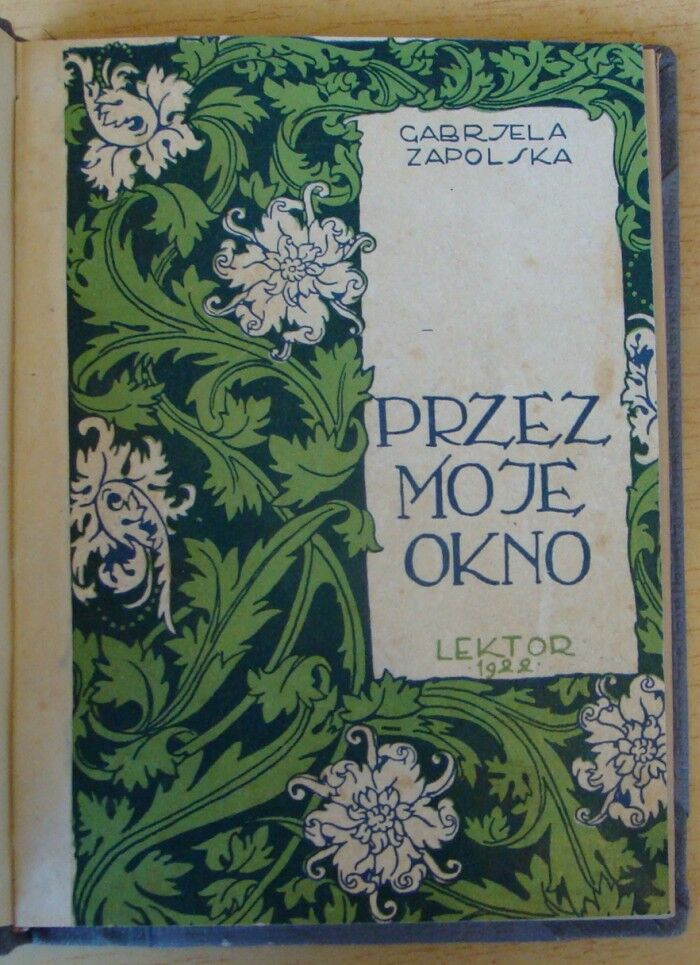 GABRJELA
ZAPOLSKA
PRZEZ
MOJE
OKNO
LEKTOR
1922.